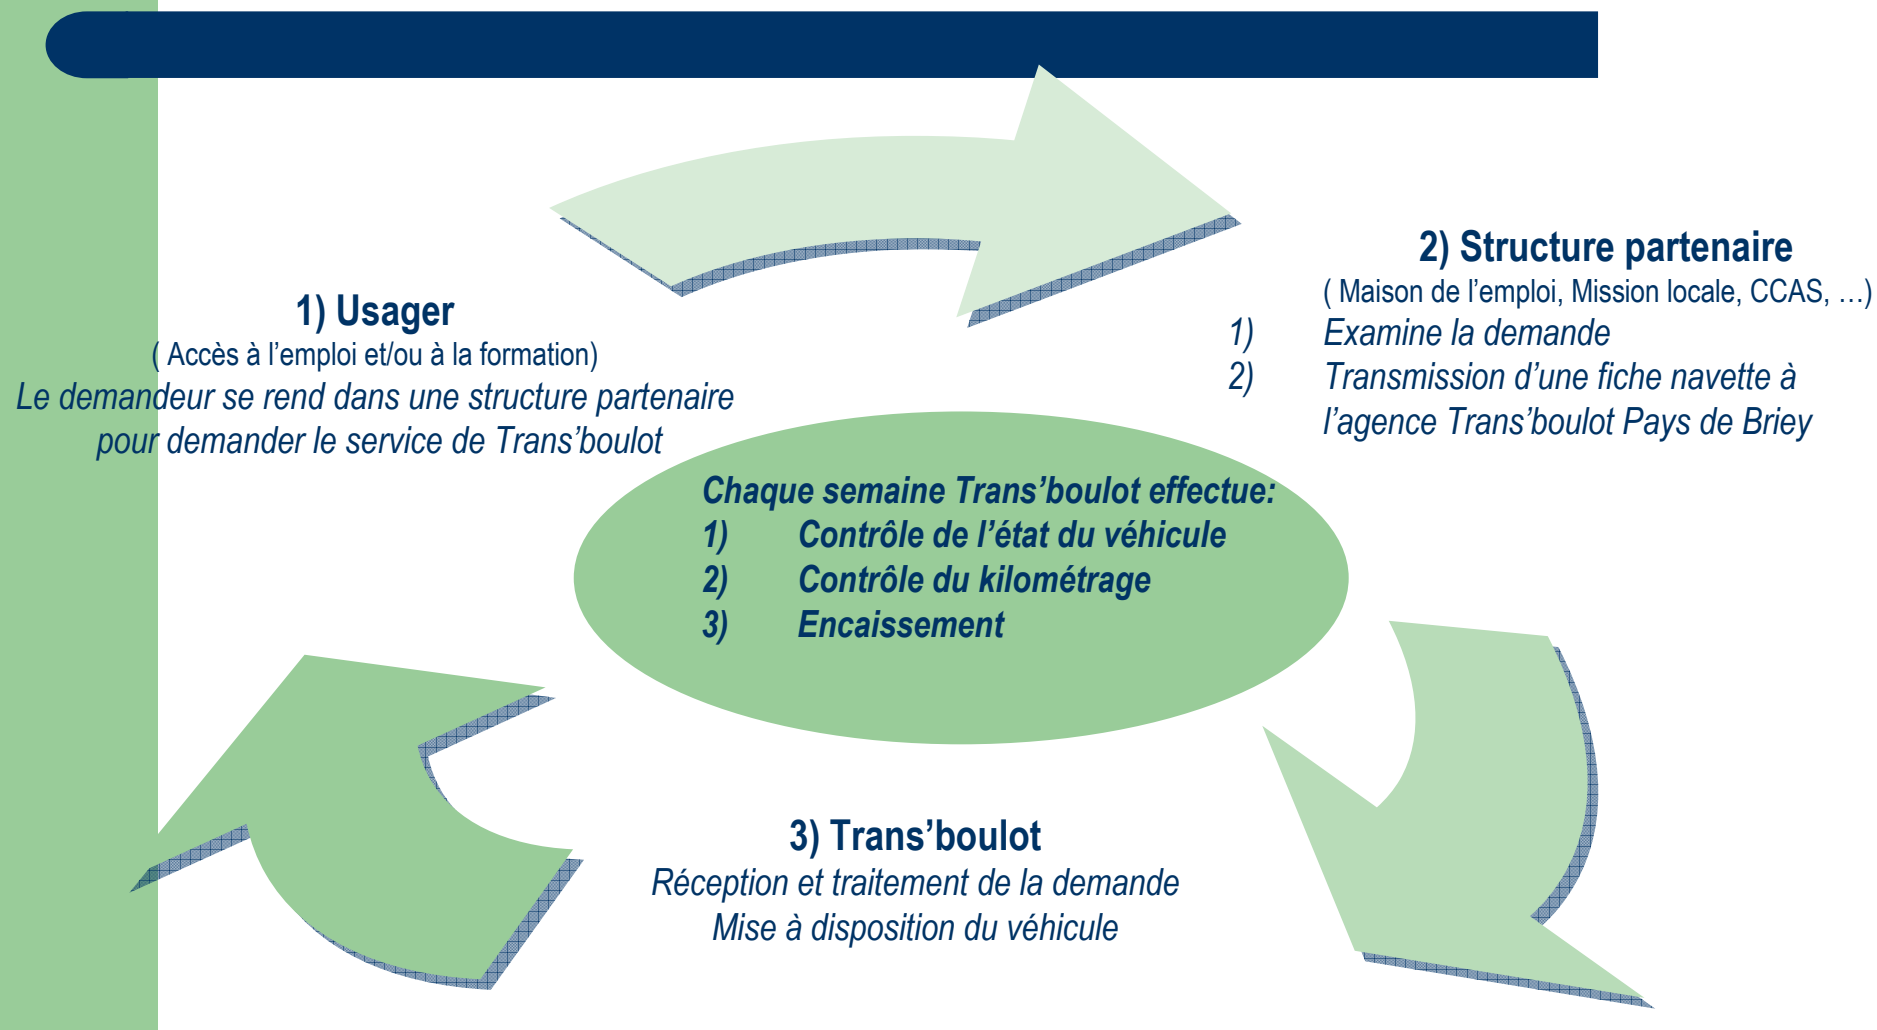 1) Usager
( Accès à l’emploi et/ou à la formation)
Le demandeur se rend dans une structure partenaire
pour demander le service de Trans’boulot
2) Structure partenaire
( Maison de l’emploi, Mission locale, CCAS, …)
1) Examine la demande
2) Transmission d’une fiche navette à
l’agence Trans’boulot Pays de Briey
Chaque semaine Trans’boulot effectue:
1) Contrôle de l’état du véhicule
2) Contrôle du kilométrage
3) Encaissement
3) Trans’boulot
Réception et traitement de la demande
Mise à disposition du véhicule